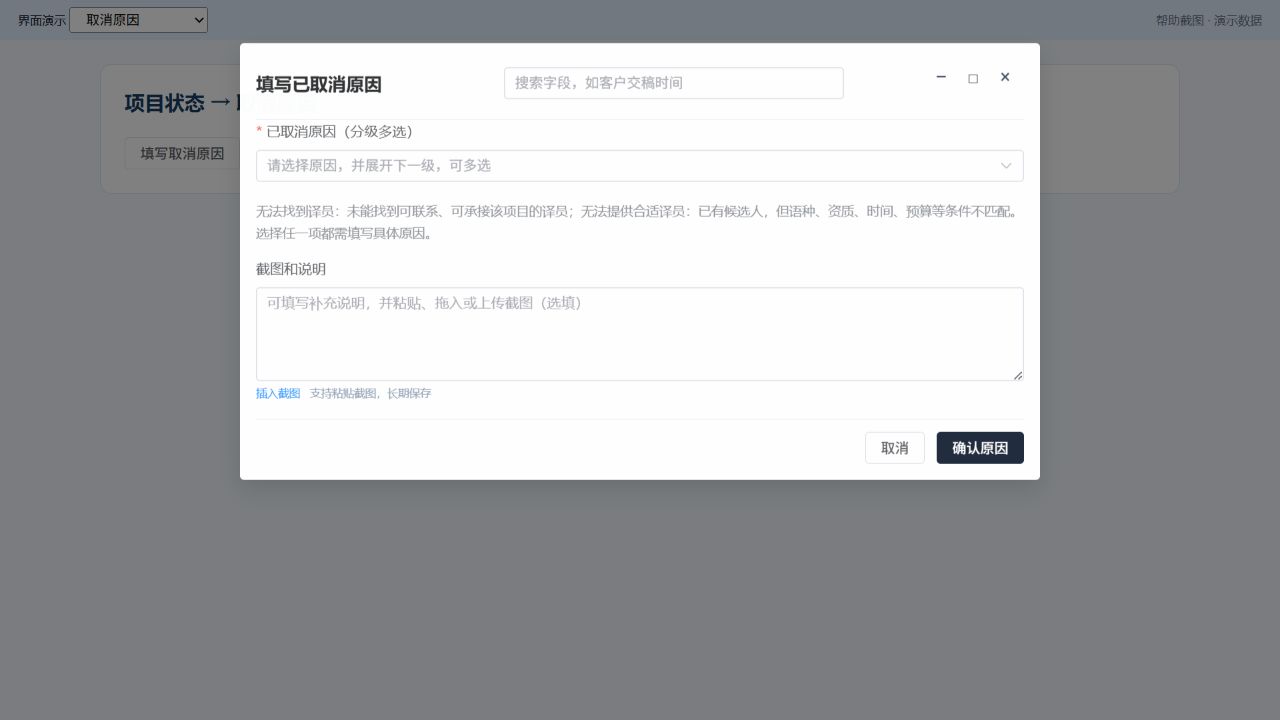 界面演示 取消原因 帮助截图 · 演示数据
填写已取消原因 搜索字段，如客户交稿时间
项目状态 →
* 已取消原因（分级多选）
填写取消原因
请选择原因，并展开下一级，可多选
无法找到译员：未能找到可联系、可承接该项目的译员；无法提供合适译员：已有候选人，但语种、资质、时间、预算等条件不匹配。
选择任一项都需填写具体原因。
截图和说明
可填写补充说明，并粘贴、拖入或上传截图（选填）
插入截图 支持粘贴截图，长期保存
取消 确认原因